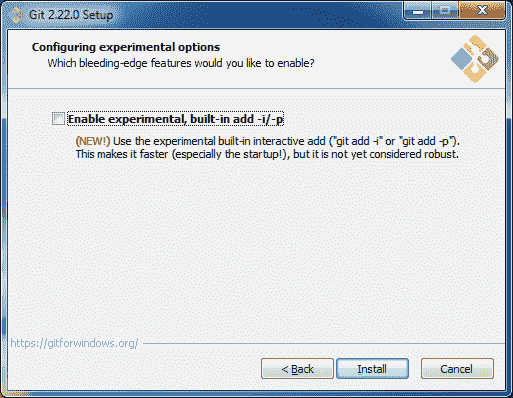 Git 2.22.0 Setup
Configuring experimental options
Which bleeding-edge features would you like to enable?
Enable experimental, built-in add -i/-p
(NEW!) Use the experimental built-in interactive add ("git add -i" or "git add -p").
This makes it faster (especially the startup!), but it is not yet considered robust.
https://gitforwindows.org/
< Back Install Cancel